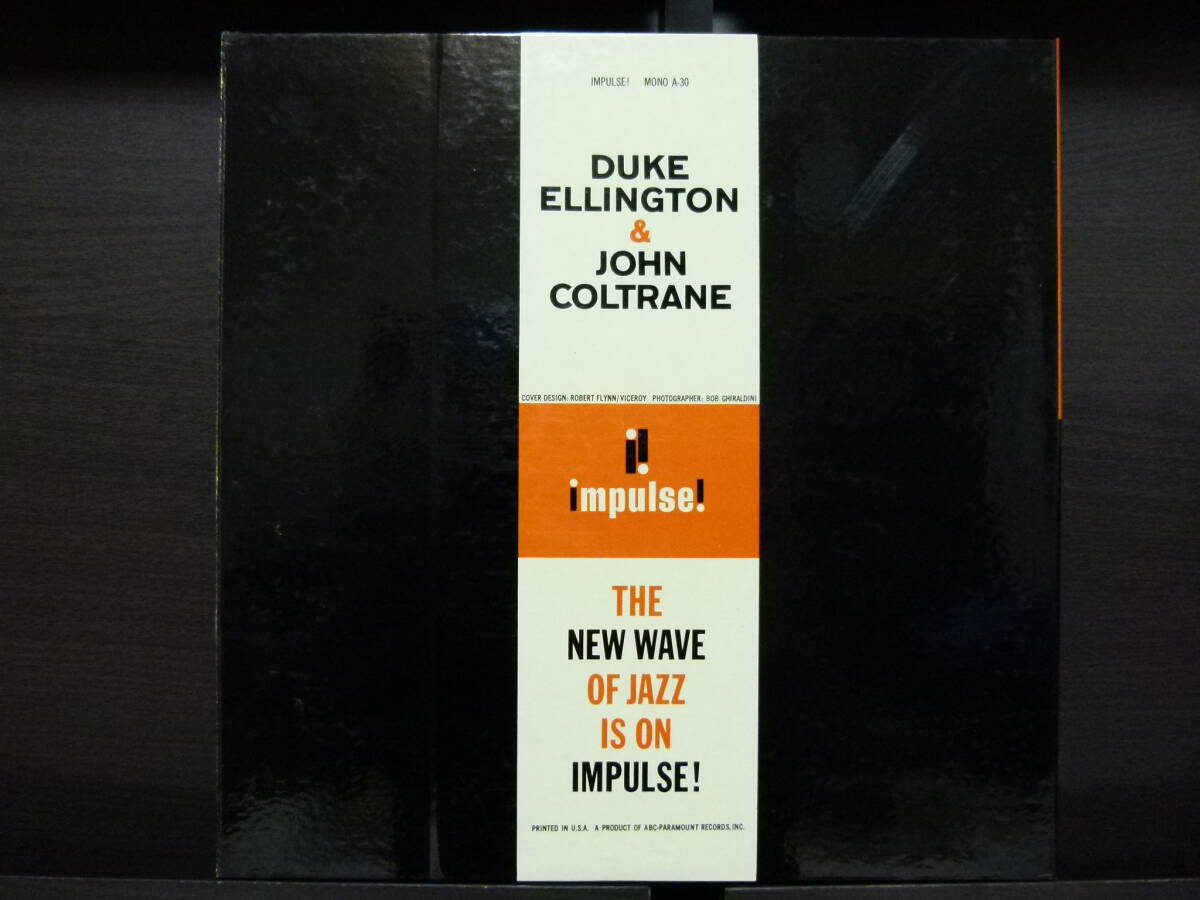 IMPULSE! MONO A-30
DUKE
ELLINGTON
&
JOHN
COLTRANE
COVER DESIGN: ROBERT FLYNN/VICEROY PHOTOGRAPHER: BOB GHIRALDINI
impulse!
THE
NEW WAVE
OF JAZZ
IS ON
IMPULSE!
PRINTED IN U.S.A. A PRODUCT OF ABC-PARAMOUNT RECORDS, INC.